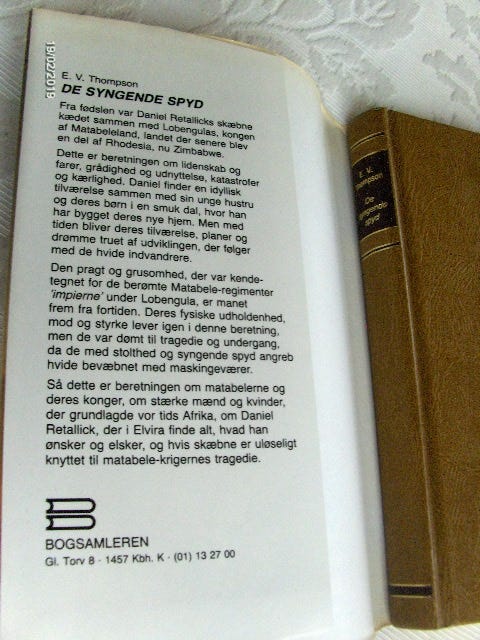 19/02/2019
E. V. Thompson
DE SYNGENDE SPYD
Fra fødslen var Daniel Retallicks skæbne
kædet sammen med Lobengulas, kongen
af Matabeleland, landet der senere blev
en del af Rhodesia, nu Zimbabwe.
Dette er beretningen om lidenskab og
farer, grådighed og udnyttelse, katastrofer
og kærlighed. Daniel finder en idyllisk
tilværelse sammen med sin unge hustru
og deres børn i en smuk dal, hvor han
har bygget deres nye hjem. Men med
tiden bliver deres tilværelse, planer og
drømme truet af udviklingen, der følger
med de hvide indvandrere.
Den pragt og grusomhed, der var kende-
tegnet for de berømte Matabele-regimenter
'impierne' under Lobengula, er manet
frem fra fortiden. Deres fysiske udholdenhed,
mod og styrke lever igen i denne beretning,
men de var dømt til tragedie og undergang,
da de med stolthed og syngende spyd angreb
hvide bevæbnet med maskingeværer.
Så dette er beretningen om matabelerne og
deres konger, om stærke mænd og kvinder,
der grundlagde vor tids Afrika, om Daniel
Retallick, der i Elvira finde alt, hvad han
ønsker og elsker, og hvis skæbne er uløseligt
knyttet til matabele-krigernes tragedie.
BOGSAMLEREN
Gl. Torv 8 · 1457 Kbh. K · (01) 13 27 00
E. V.
Thompson
De
syngende
spyd